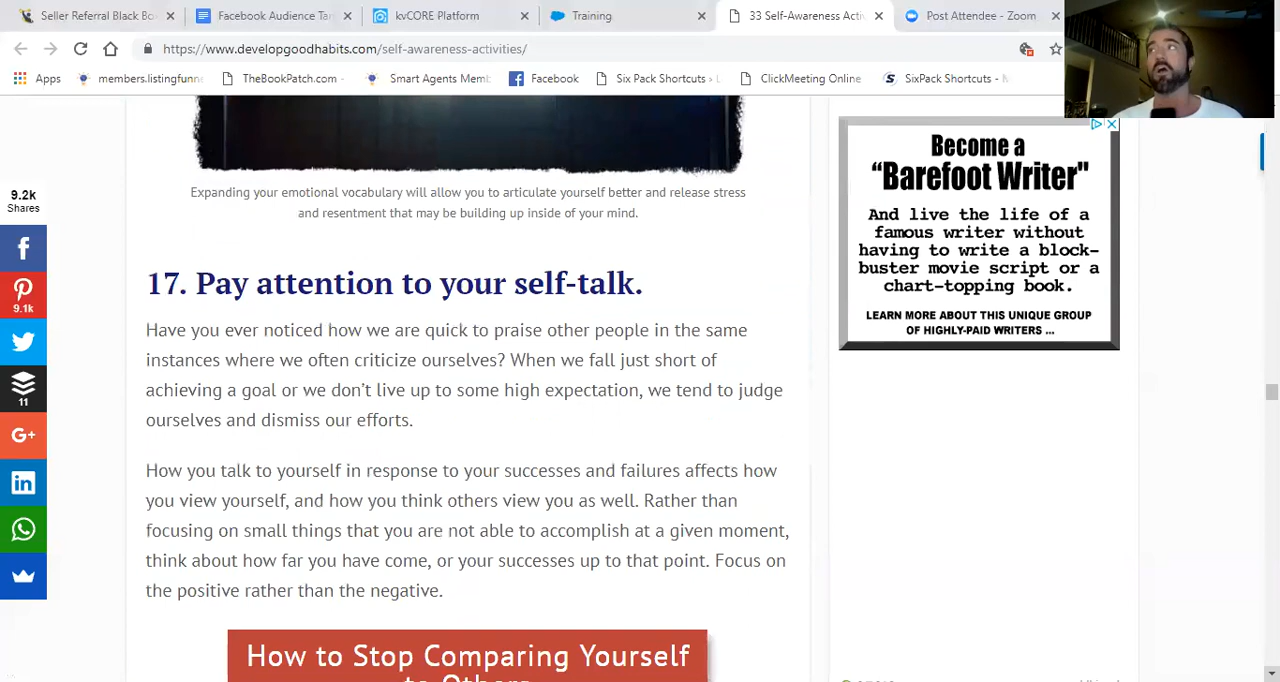 Seller Referral Black Bo
Facebook Audience Tar
kvCORE Platform
Training
33 Self-Awareness Activ
Post Attendee - Zoom
https://www.developgoodhabits.com/self-awareness-activities/
Apps
members.listingfunn
TheBookPatch.com -
Smart Agents Memb
Facebook
Six Pack Shortcuts ›
ClickMeeting Online
SixPack Shortcuts -
Expanding your emotional vocabulary will allow you to articulate yourself better and release stress
and resentment that may be building up inside of your mind.
9.2k
Shares
9.1k
11
G+
17. Pay attention to your self-talk.
Have you ever noticed how we are quick to praise other people in the same
instances where we often criticize ourselves? When we fall just short of
achieving a goal or we don’t live up to some high expectation, we tend to judge
ourselves and dismiss our efforts.
How you talk to yourself in response to your successes and failures affects how
you view yourself, and how you think others view you as well. Rather than
focusing on small things that you are not able to accomplish at a given moment,
think about how far you have come, or your successes up to that point. Focus on
the positive rather than the negative.
How to Stop Comparing Yourself
to Others
Become a
“Barefoot Writer”
And live the life of a
famous writer without
having to write a block-
buster movie script or a
chart-topping book.
LEARN MORE ABOUT THIS UNIQUE GROUP
OF HIGHLY-PAID WRITERS ...